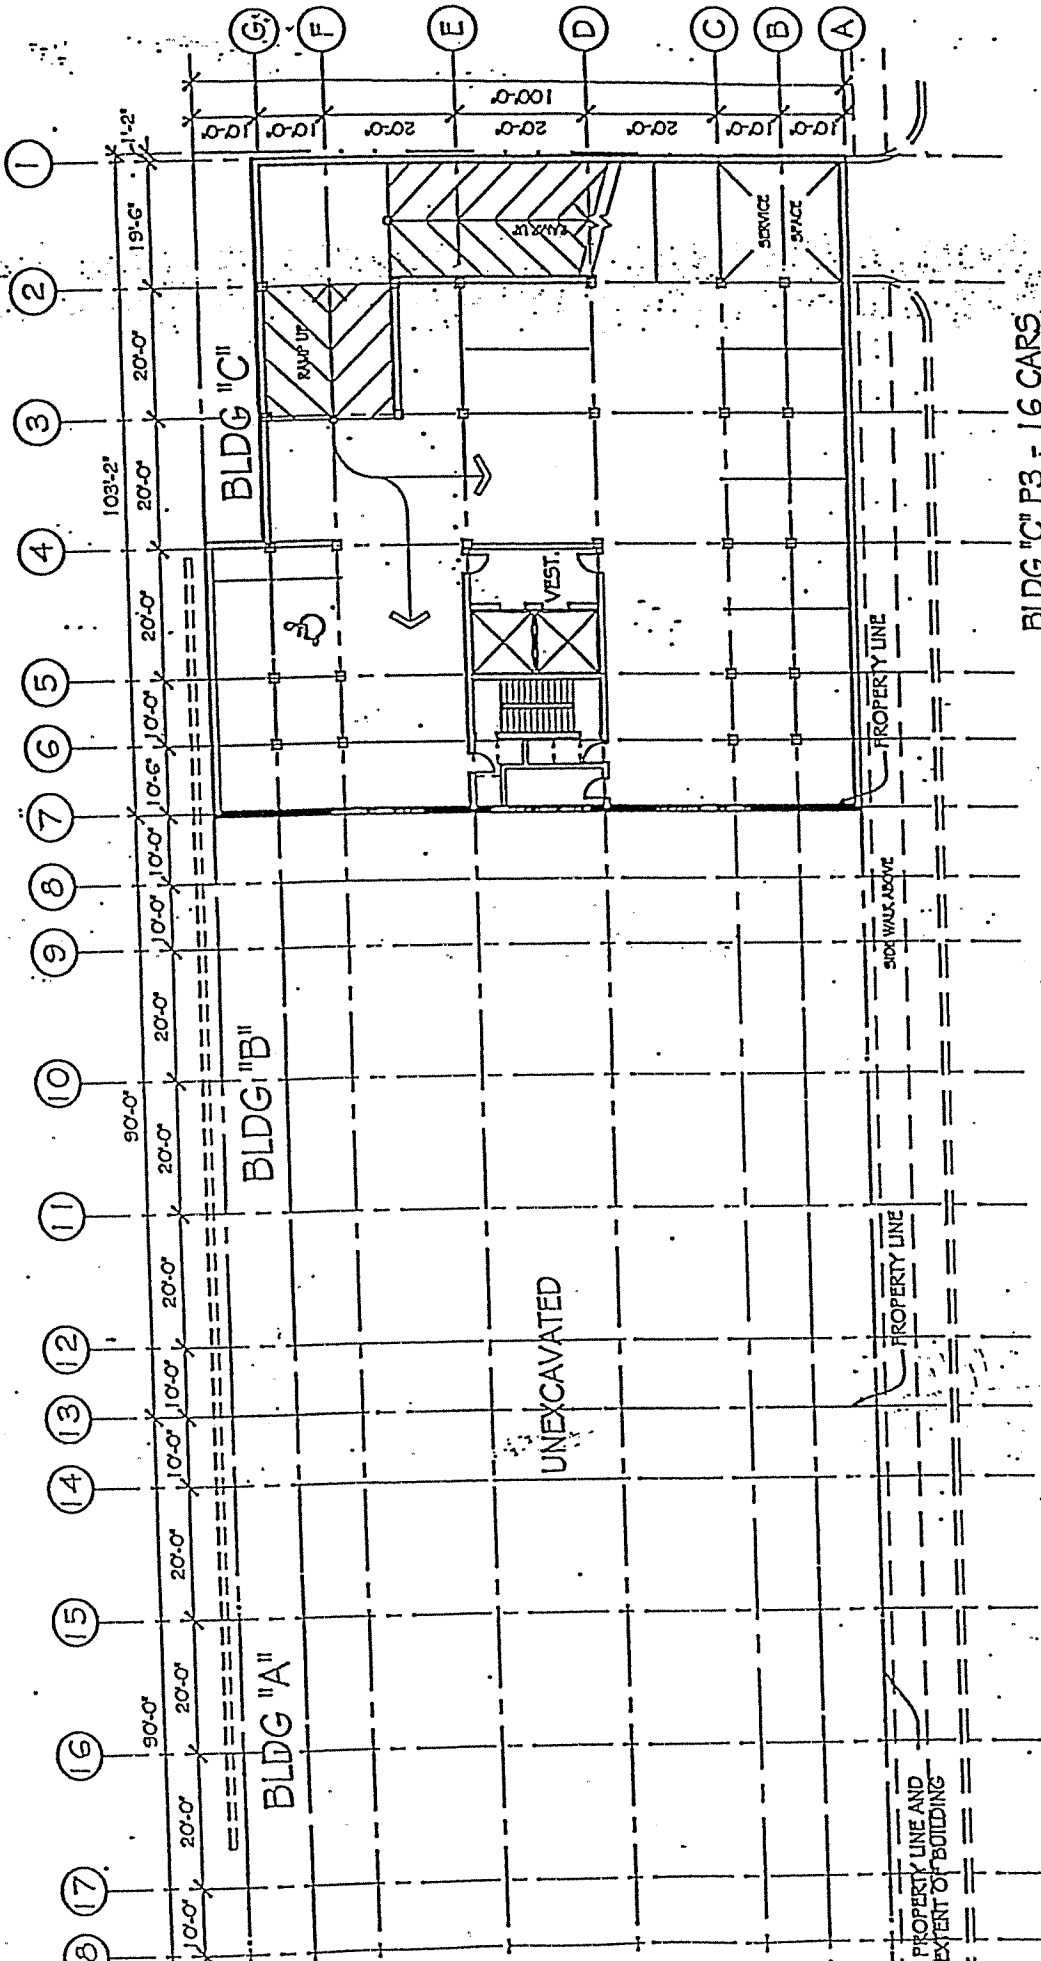 G
F
E
D
C
B
A
100'-0"
10'-0"
10'-0"
20'-0"
20'-0"
20'-0"
10'-0"
10'-0"
1'-2"
1
19'-6"
2
20'-0"
3
103'-2"
20'-0"
4
20'-0"
5
10'-0"
6
10'-6"
7
10'-0"
8
10'-0"
9
20'-0"
10
90'-0"
20'-0"
11
20'-0"
12
10'-0"
13
10'-0"
14
20'-0"
15
20'-0"
90'-0"
16
20'-0"
17
10'-0"
BLDG "C"
RAMP UP
RAMP UP
SERVICE
SPACE
VEST.
BLDG "C" P3 = 16 CARS
PROPERTY LINE
SIDE WALK ABOVE
BLDG "B"
UNEXCAVATED
PROPERTY LINE
BLDG "A"
PROPERTY LINE AND
EXTENT OF BUILDING